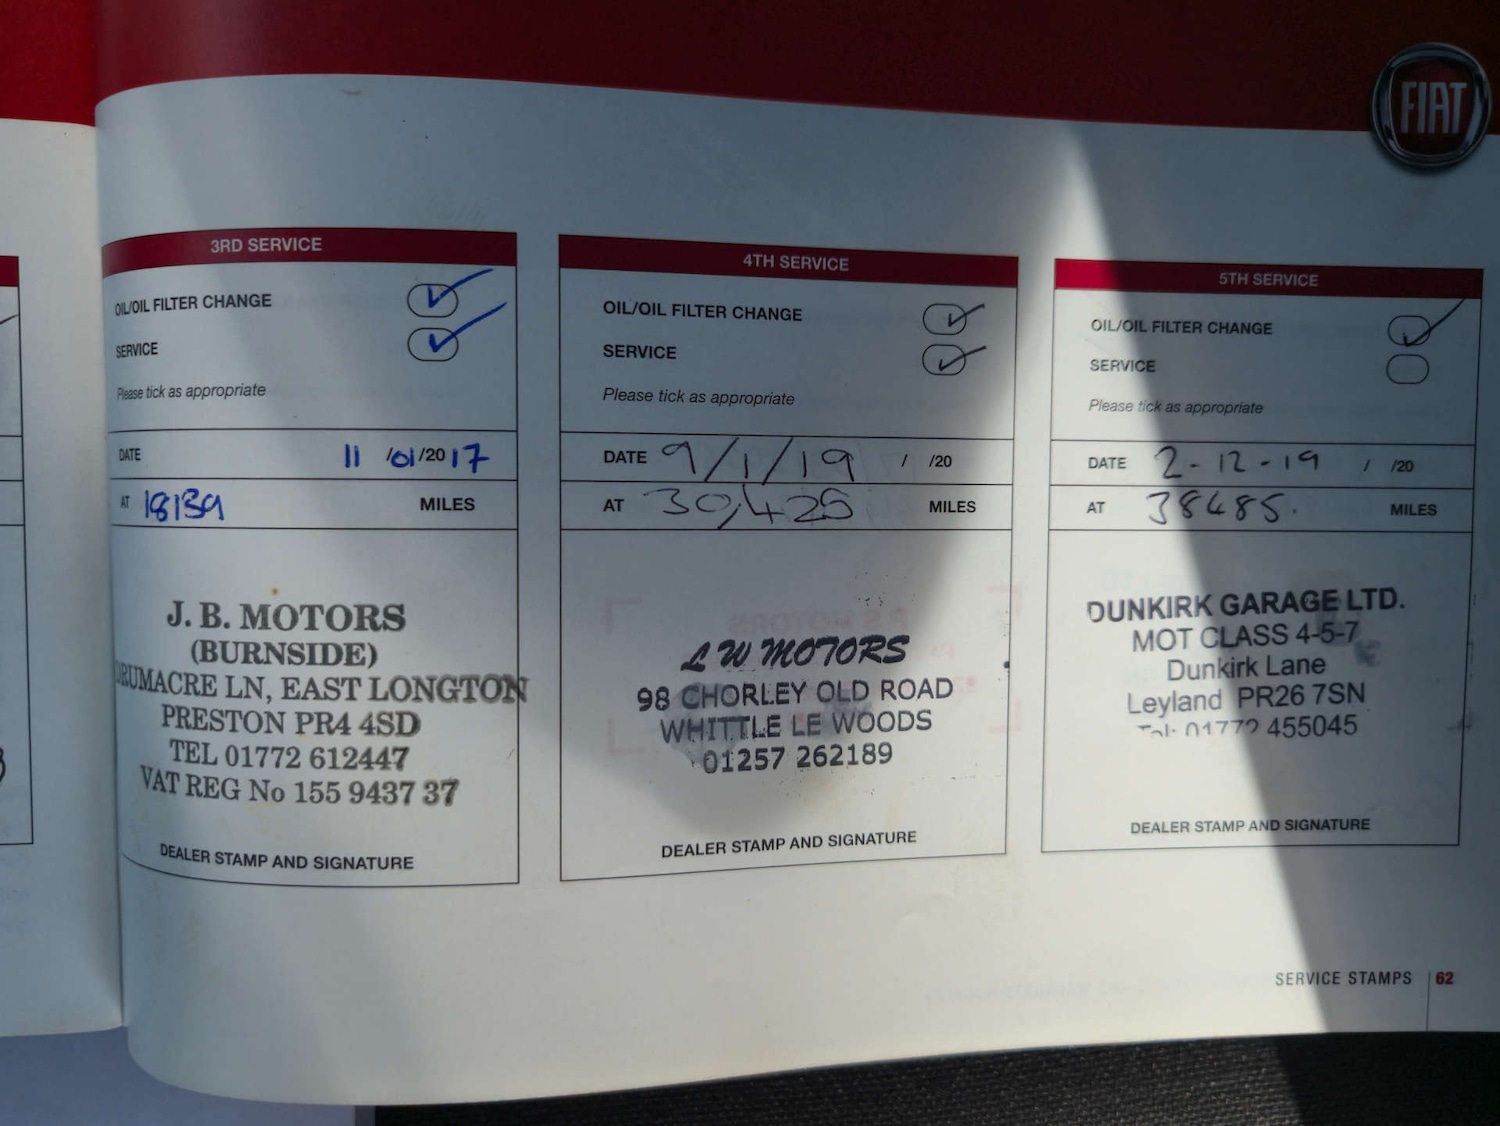 FIAT
3RD SERVICE
OIL/OIL FILTER CHANGE
SERVICE
Please tick as appropriate
DATE 11/01/2017
AT 18139 MILES
J. B. MOTORS
(BURNSIDE)
DRUMACRE LN, EAST LONGTON
PRESTON PR4 4SD
TEL 01772 612447
VAT REG No 155 9437 37
DEALER STAMP AND SIGNATURE
4TH SERVICE
OIL/OIL FILTER CHANGE
SERVICE
Please tick as appropriate
DATE 9/1/19 / /20
AT 30,425 MILES
L W MOTORS
98 CHORLEY OLD ROAD
WHITTLE LE WOODS
01257 262189
DEALER STAMP AND SIGNATURE
5TH SERVICE
OIL/OIL FILTER CHANGE
SERVICE
Please tick as appropriate
DATE 2-12-19 / /20
AT 38485. MILES
DUNKIRK GARAGE LTD.
MOT CLASS 4-5-7
Dunkirk Lane
Leyland PR26 7SN
Tel: 01772 455045
DEALER STAMP AND SIGNATURE
SERVICE STAMPS 62